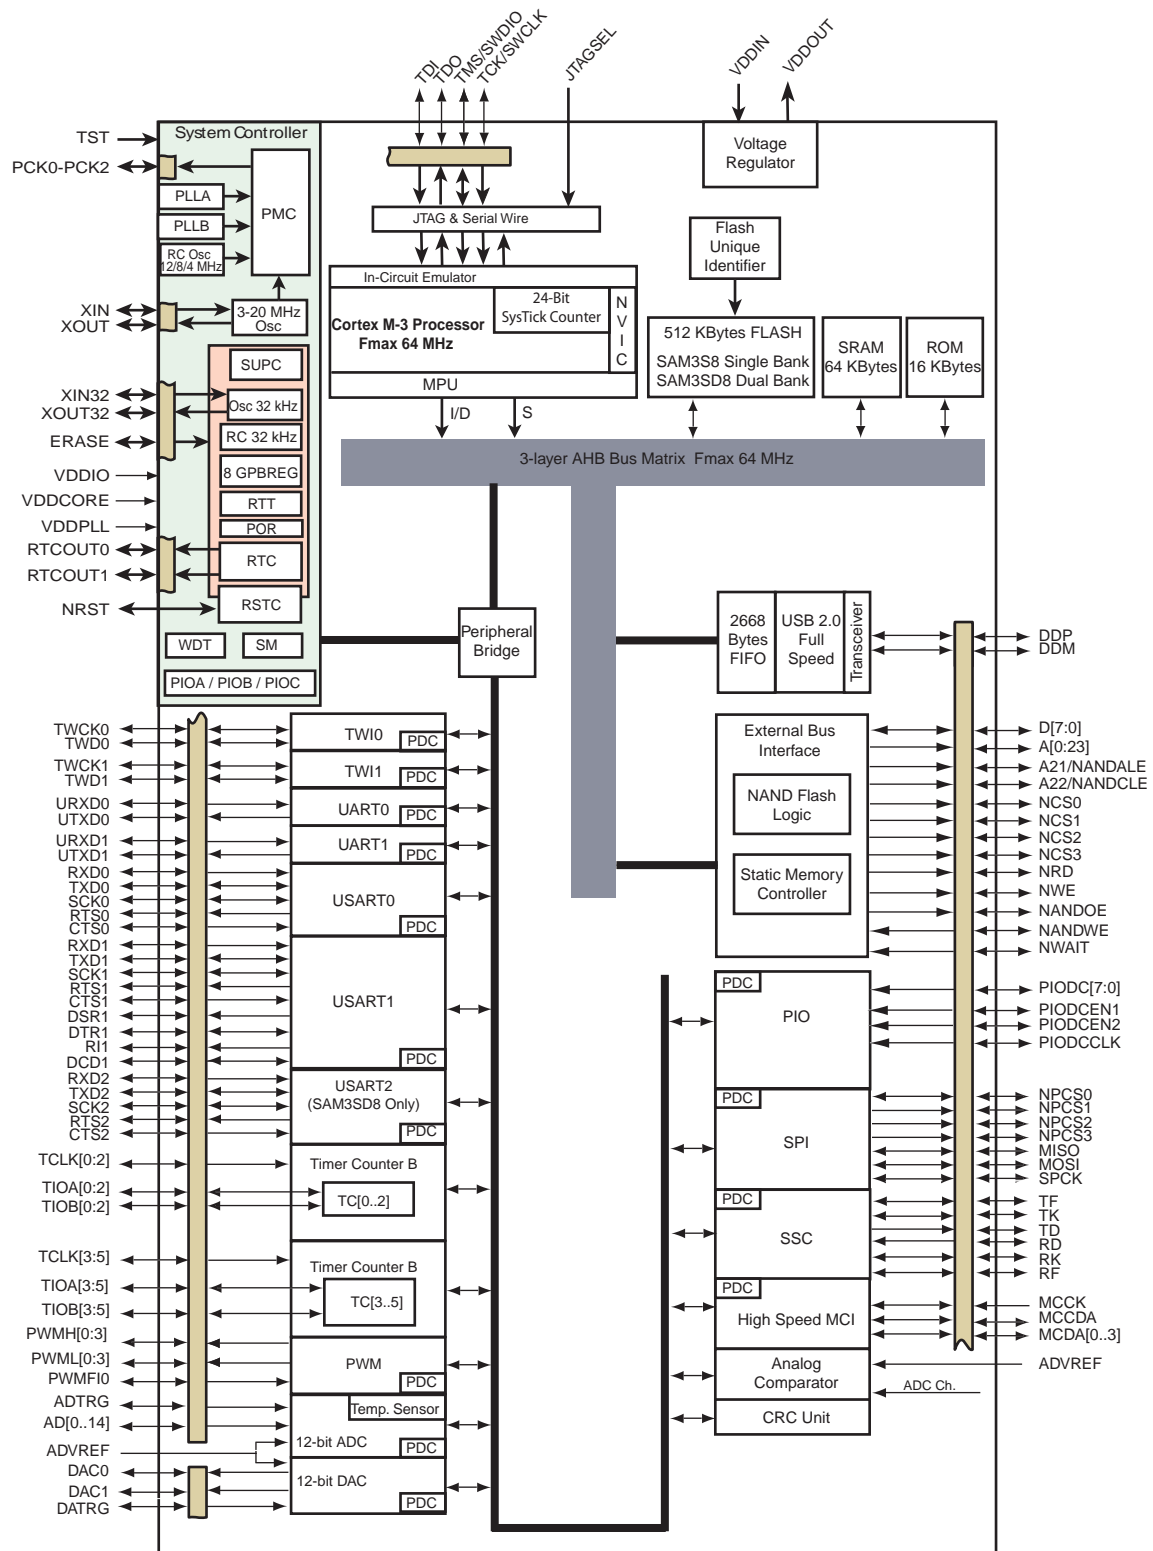 TDI
TDO
TMS/SWDIO
TCK/SWCLK
JTAGSEL
VDDIN
VDDOUT
TST
PCK0-PCK2
XIN
XOUT
XIN32
XOUT32
ERASE
VDDIO
VDDCORE
VDDPLL
RTCOUT0
RTCOUT1
NRST
System Controller
PLLA
PLLB
RC Osc
12/8/4 MHz
PMC
3-20 MHz
Osc
SUPC
Osc 32 kHz
RC 32 kHz
8 GPBREG
RTT
POR
RTC
RSTC
WDT
SM
PIOA / PIOB / PIOC
JTAG & Serial Wire
In-Circuit Emulator
Cortex M-3 Processor
Fmax 64 MHz
24-Bit
SysTick Counter
N
V
I
C
MPU
I/D
S
Voltage
Regulator
Flash
Unique
Identifier
512 KBytes FLASH
SAM3S8 Single Bank
SAM3SD8 Dual Bank
SRAM
64 KBytes
ROM
16 KBytes
3-layer AHB Bus Matrix Fmax 64 MHz
Peripheral
Bridge
2668
Bytes
FIFO
USB 2.0
Full
Speed
Transceiver
DDP
DDM
TWCK0
TWD0
TWCK1
TWD1
URXD0
UTXD0
URXD1
UTXD1
RXD0
TXD0
SCK0
RTS0
CTS0
RXD1
TXD1
SCK1
RTS1
CTS1
DSR1
DTR1
RI1
DCD1
RXD2
TXD2
SCK2
RTS2
CTS2
TCLK[0:2]
TIOA[0:2]
TIOB[0:2]
TCLK[3:5]
TIOA[3:5]
TIOB[3:5]
PWMH[0:3]
PWML[0:3]
PWMFI0
ADTRG
AD[0..14]
ADVREF
DAC0
DAC1
DATRG
TWI0
PDC
TWI1
PDC
UART0
PDC
UART1
PDC
USART0
PDC
USART1
PDC
USART2
(SAM3SD8 Only)
PDC
Timer Counter B
TC[0..2]
Timer Counter B
TC[3..5]
PWM
PDC
Temp. Sensor
12-bit ADC
PDC
12-bit DAC
PDC
External Bus
Interface
NAND Flash
Logic
Static Memory
Controller
D[7:0]
A[0:23]
A21/NANDALE
A22/NANDCLE
NCS0
NCS1
NCS2
NCS3
NRD
NWE
NANDOE
NANDWE
NWAIT
PDC
PIO
PIODC[7:0]
PIODCEN1
PIODCEN2
PIODCCLK
PDC
SPI
NPCS0
NPCS1
NPCS2
NPCS3
MISO
MOSI
SPCK
PDC
SSC
TF
TK
TD
RD
RK
RF
PDC
High Speed MCI
MCCK
MCCDA
MCDA[0..3]
Analog
Comparator
ADVREF
ADC Ch.
CRC Unit